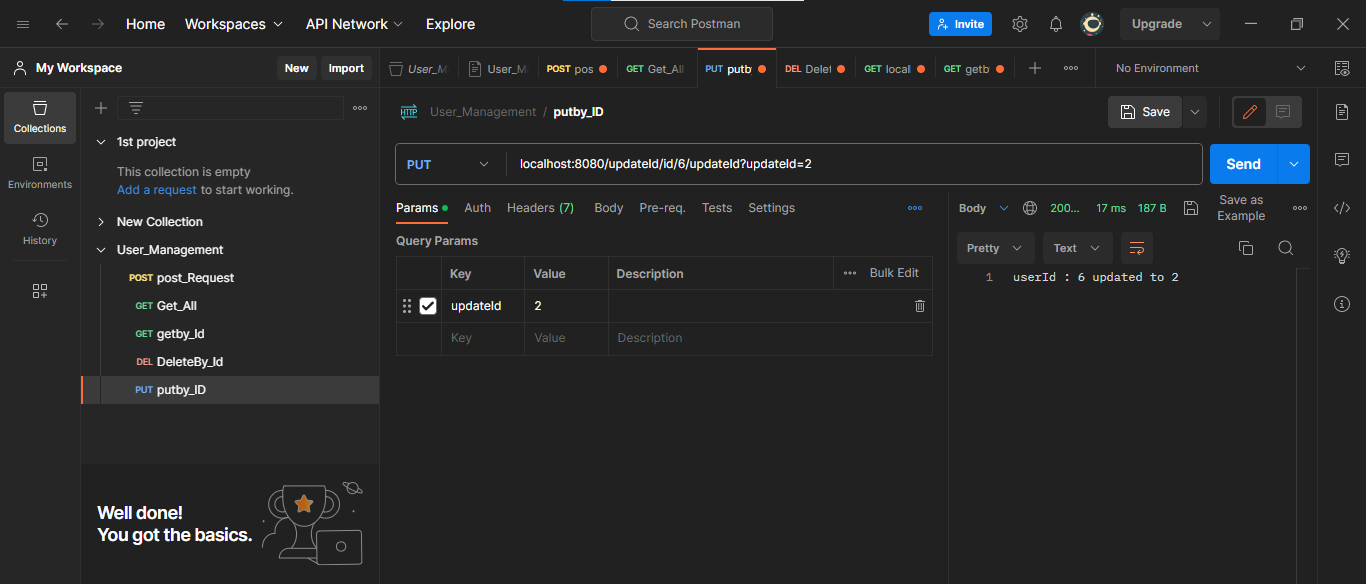 Home Workspaces API Network Explore Search Postman Invite Upgrade
My Workspace New Import User_M User_M POST pos GET Get_All PUT putb DEL Delet GET local GET getb No Environment
Collections
Environments
History
1st project
This collection is empty
Add a request to start working.
New Collection
User_Management
POST post_Request
GET Get_All
GET getby_Id
DEL DeleteBy_Id
PUT putby_ID
Well done!
You got the basics.
HTTP User_Management / putby_ID Save
PUT localhost:8080/updateId/id/6/updateId?updateId=2 Send
Params Auth Headers (7) Body Pre-req. Tests Settings
Query Params
Key Value Description Bulk Edit
updateId 2
Key Value Description
Body 200... 17 ms 187 B Save as Example
Pretty Text
1 userId : 6 updated to 2